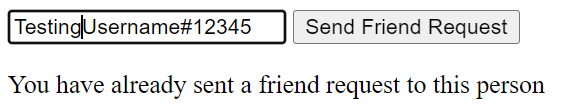 TestingUsername#12345 Send Friend Request
You have already sent a friend request to this person